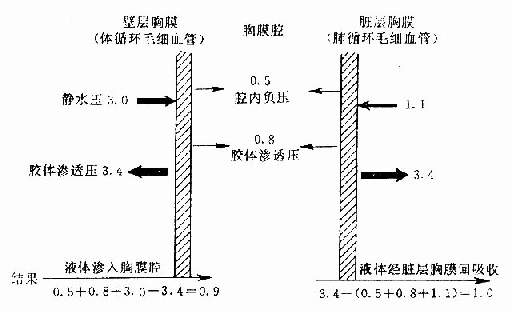 壁层胸膜
（体循环毛细血管）
胸膜腔
脏层胸膜
（肺循环毛细血管）
静水压 3.0
0.5
腔内负压
1.1
胶体渗透压 3.4
0.8
胶体渗透压
3.4
结果
液体渗入胸膜腔
液体经脏层胸膜回吸收
0.5+0.8+3.0−3.4=0.9
3.4−(0.5+0.8+1.1)=1.0